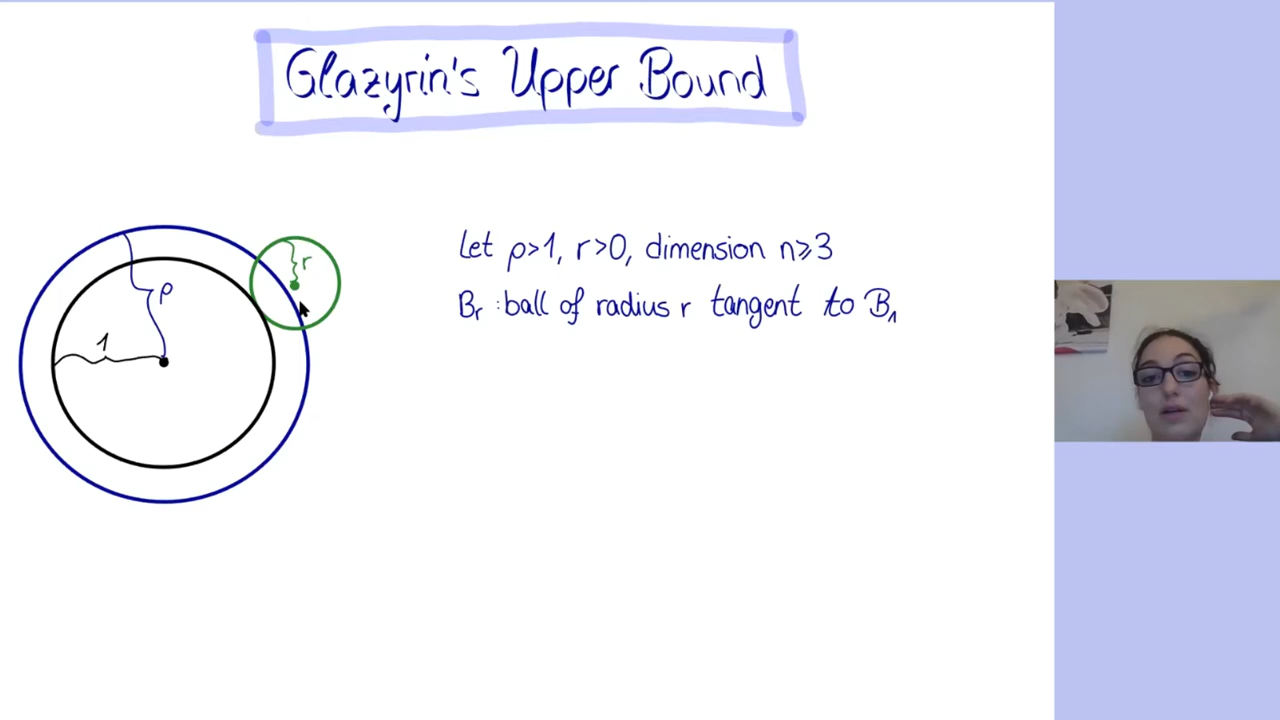 Glazyrin's Upper Bound
Let ρ>1, r>0, dimension n≥3
Bᵣ : ball of radius r tangent to B₁
ρ
r
1